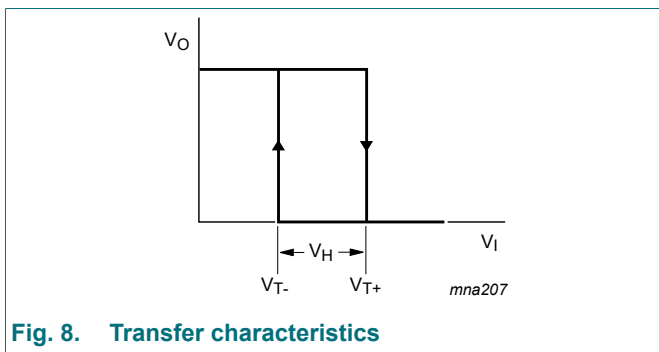 VO
VH
VI
VT-
VT+
mna207
Fig. 8. Transfer characteristics